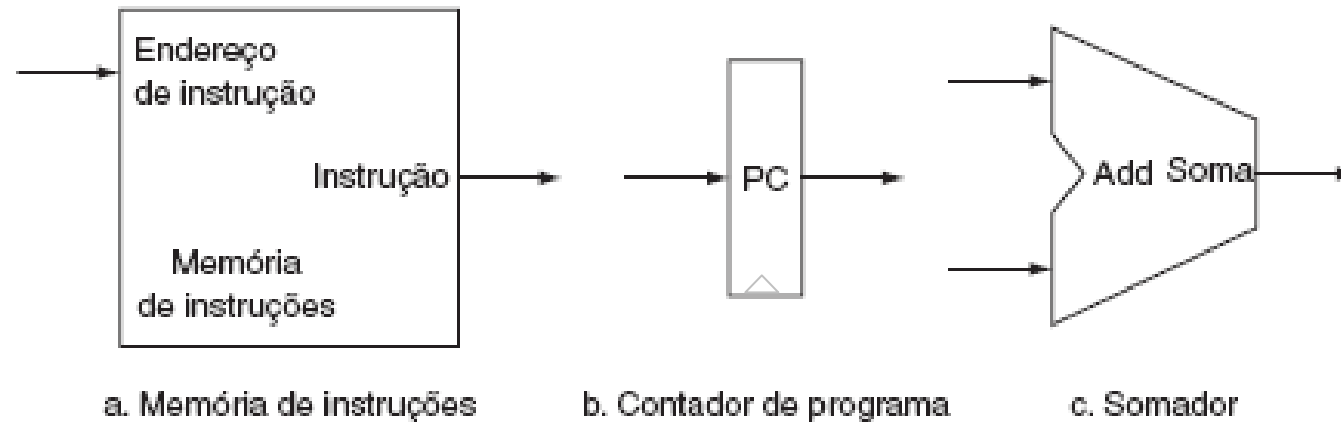 Endereço
de instrução
Instrução
Memória
de instruções
PC
Add Soma
a. Memória de instruções
b. Contador de programa
c. Somador